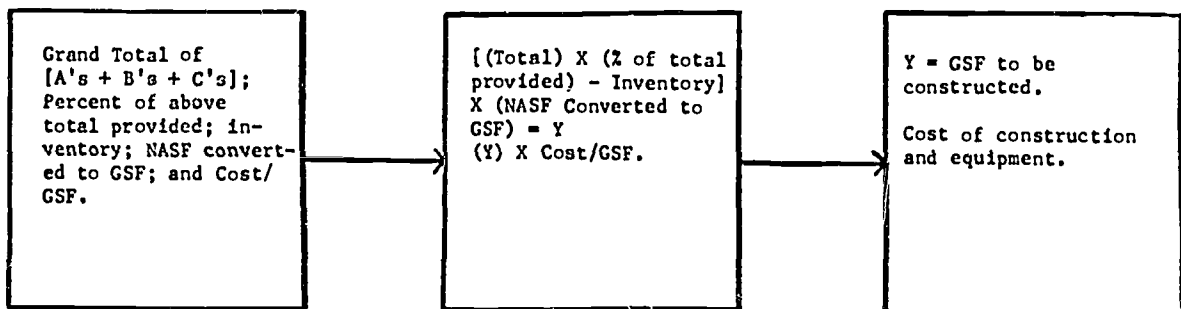 Grand Total of
[A's + B's + C's];
Percent of above
total provided; in-
ventory; NASF convert-
ed to GSF; and Cost/
GSF.
[(Total) X (% of total
provided) - Inventory]
X (NASF Converted to
GSF) = Y
(Y) X Cost/GSF.
Y = GSF to be
constructed.
Cost of construction
and equipment.